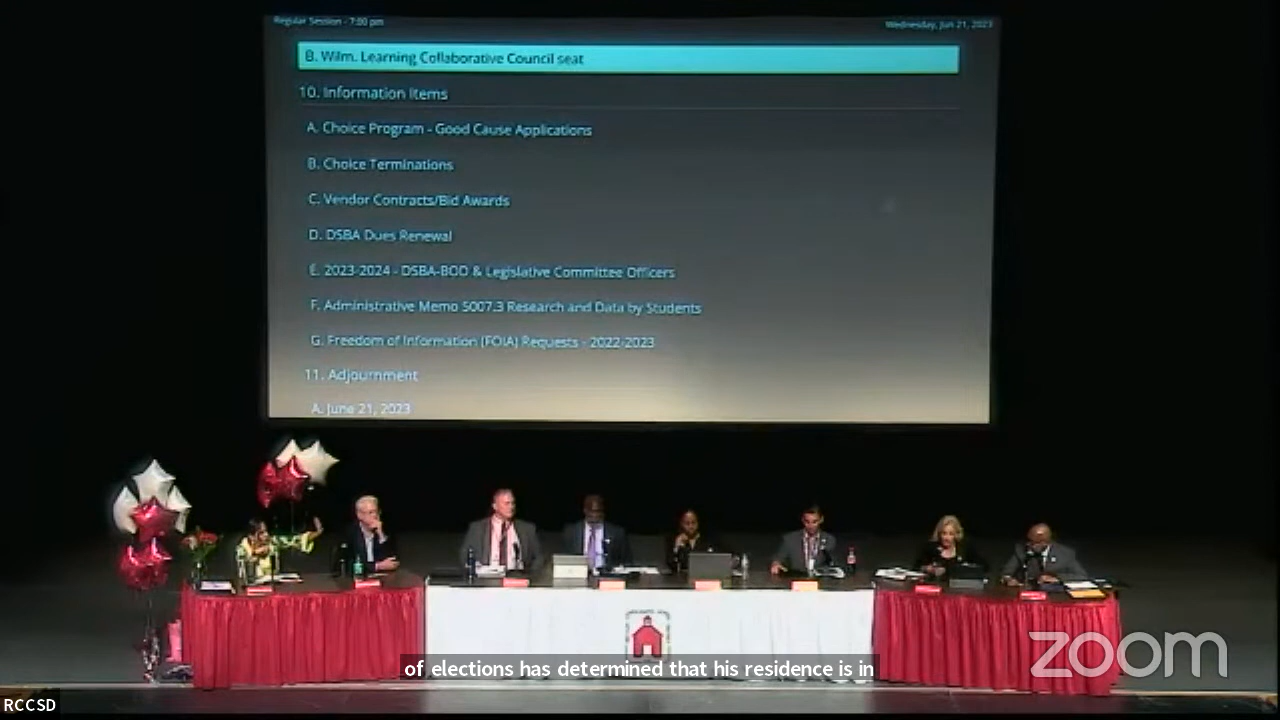 Regular Session - 7:00 pm
Wednesday, Jun 21, 2023
B. Wilm. Learning Collaborative Council seat
10. Information Items
A. Choice Program - Good Cause Applications
B. Choice Terminations
C. Vendor Contracts/Bid Awards
D. DSBA Dues Renewal
E. 2023-2024 - DSBA-BOD & Legislative Committee Officers
F. Administrative Memo 5007.3 Research and Data by Students
G. Freedom of Information (FOIA) Requests - 2022-2023
11. Adjournment
A. June 21, 2023
of elections has determined that his residence is in
zoom
RCCSD